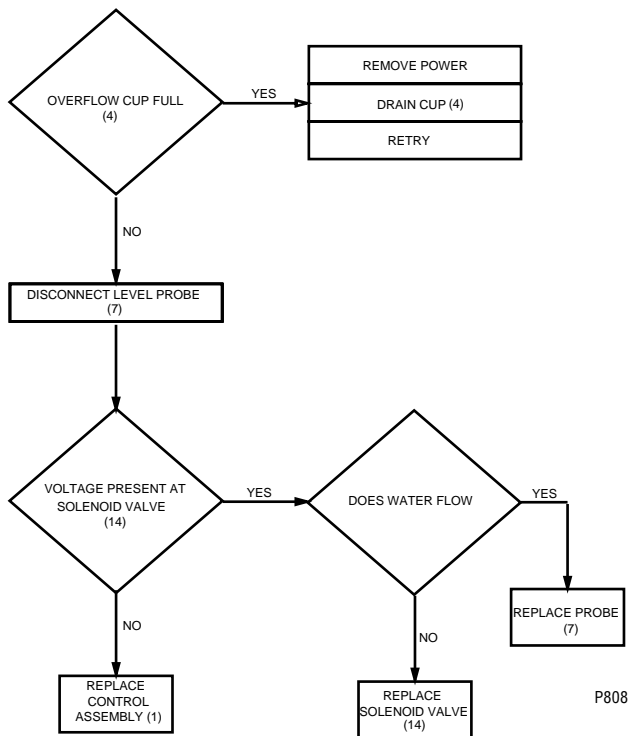 OVERFLOW CUP FULL
(4)
YES
REMOVE POWER
DRAIN CUP (4)
RETRY
NO
DISCONNECT LEVEL PROBE
(7)
VOLTAGE PRESENT AT
SOLENOID VALVE
(14)
YES
DOES WATER FLOW
YES
REPLACE PROBE
(7)
NO
NO
REPLACE
CONTROL
ASSEMBLY (1)
REPLACE
SOLENOID VALVE
(14)
P808